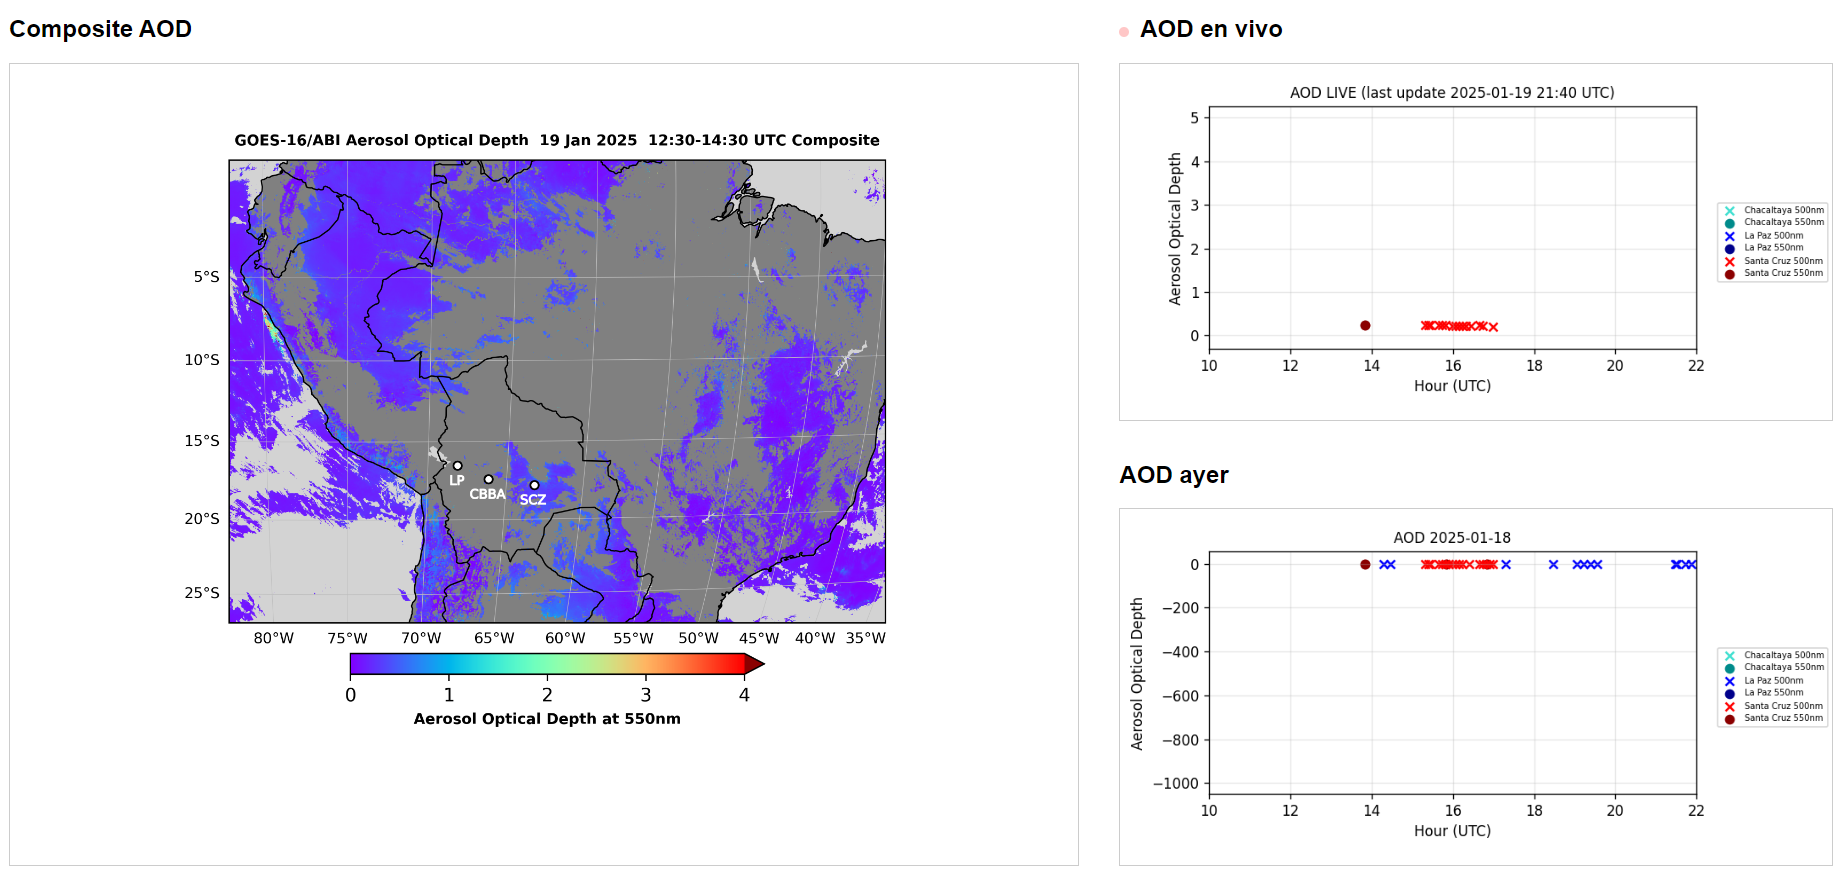 Composite AOD
GOES-16/ABI Aerosol Optical Depth  19 Jan 2025  12:30-14:30 UTC Composite
5°S
10°S
15°S
20°S
25°S
LP
CBBA
SCZ
80°W 75°W 70°W 65°W 60°W 55°W 50°W 45°W 40°W 35°W
0 1 2 3 4
Aerosol Optical Depth at 550nm
AOD en vivo
AOD LIVE (last update 2025-01-19 21:40 UTC)
Aerosol Optical Depth
5
4
3
2
1
0
10 12 14 16 18 20 22
Hour (UTC)
Chacaltaya 500nm
Chacaltaya 550nm
La Paz 500nm
La Paz 550nm
Santa Cruz 500nm
Santa Cruz 550nm
AOD ayer
AOD 2025-01-18
Aerosol Optical Depth
0
−200
−400
−600
−800
−1000
10 12 14 16 18 20 22
Hour (UTC)
Chacaltaya 500nm
Chacaltaya 550nm
La Paz 500nm
La Paz 550nm
Santa Cruz 500nm
Santa Cruz 550nm